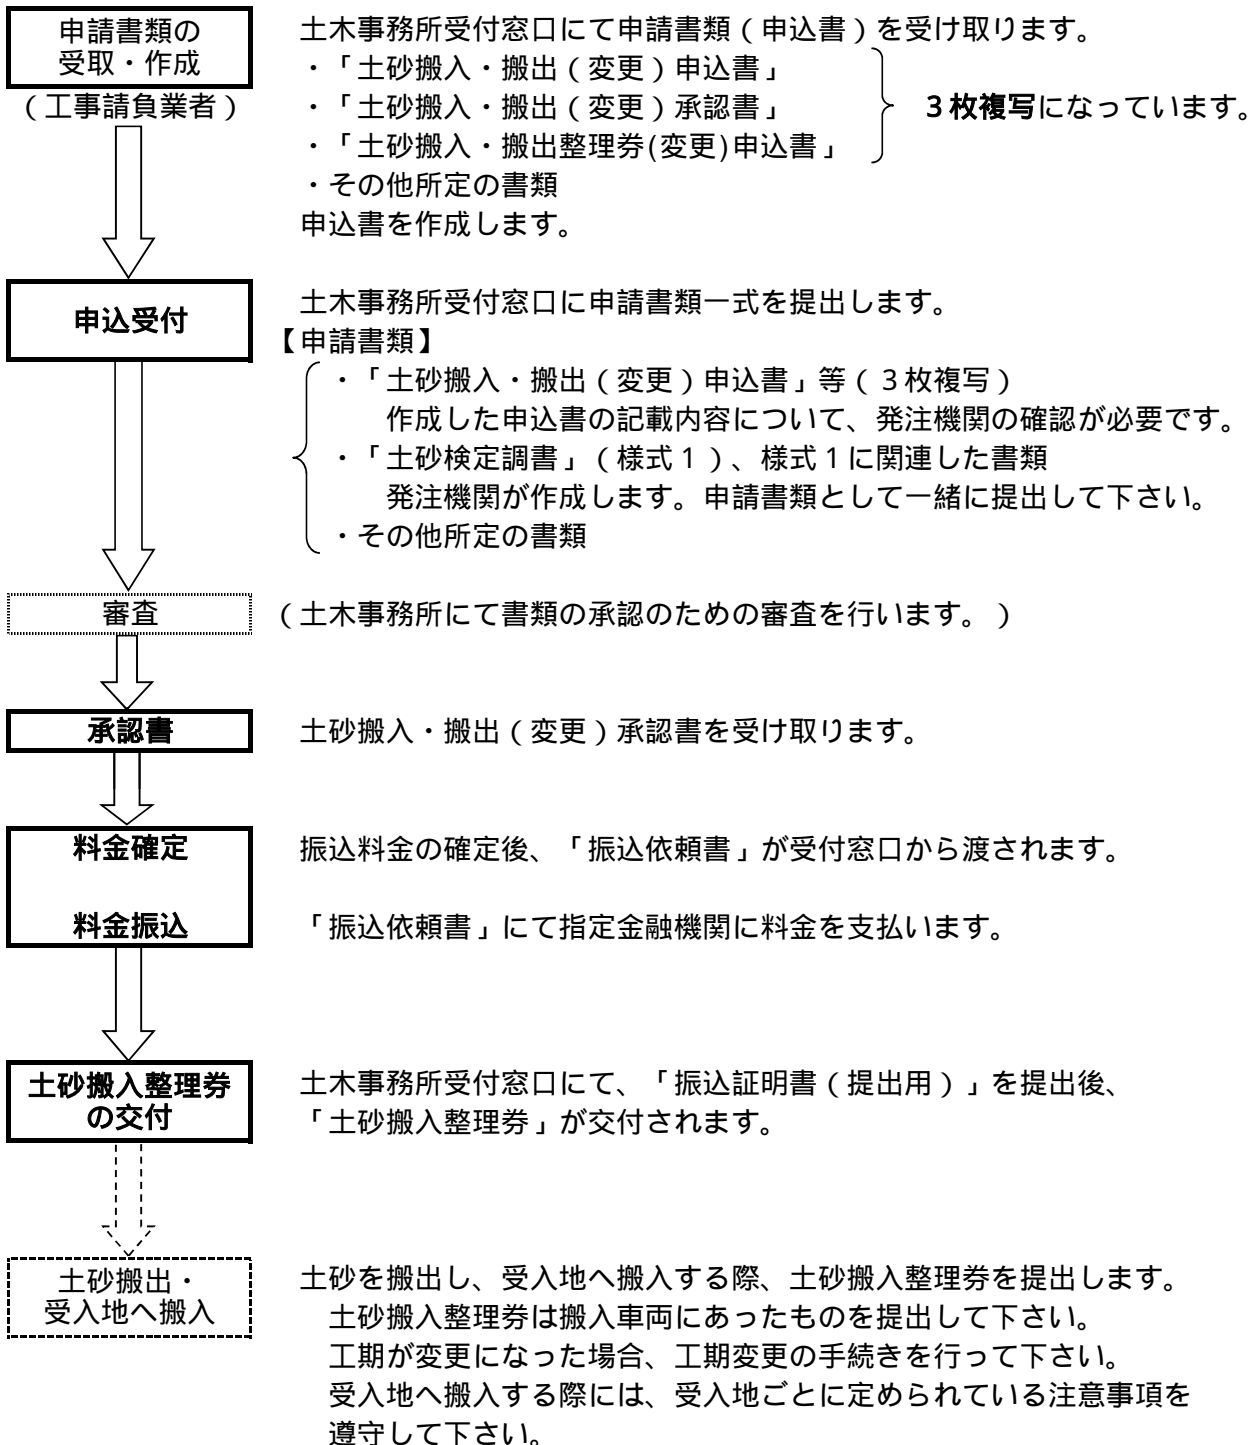 申請書類の
受取・作成
(工事請負業者)
土木事務所受付窓口にて申請書類(申込書)を受け取ります。
・「土砂搬入・搬出(変更)申込書」
・「土砂搬入・搬出(変更)承認書」
・「土砂搬入・搬出整理券(変更)申込書」
3枚複写になっています。
・その他所定の書類
申込書を作成します。
申込受付
土木事務所受付窓口に申請書類一式を提出します。
【申請書類】
・「土砂搬入・搬出(変更)申込書」等(3枚複写)
作成した申込書の記載内容について、発注機関の確認が必要です。
・「土砂検定調書」(様式1)、様式1に関連した書類
発注機関が作成します。申請書類として一緒に提出して下さい。
・その他所定の書類
審査
(土木事務所にて書類の承認のための審査を行います。)
承認書
土砂搬入・搬出(変更)承認書を受け取ります。
料金確定
振込料金の確定後、「振込依頼書」が受付窓口から渡されます。
料金振込
「振込依頼書」にて指定金融機関に料金を支払います。
土砂搬入整理券
の交付
土木事務所受付窓口にて、「振込証明書(提出用)」を提出後、
「土砂搬入整理券」が交付されます。
土砂搬出・
受入地へ搬入
土砂を搬出し、受入地へ搬入する際、土砂搬入整理券を提出します。
土砂搬入整理券は搬入車両にあったものを提出して下さい。
工期が変更になった場合、工期変更の手続きを行って下さい。
受入地へ搬入する際には、受入地ごとに定められている注意事項を
遵守して下さい。